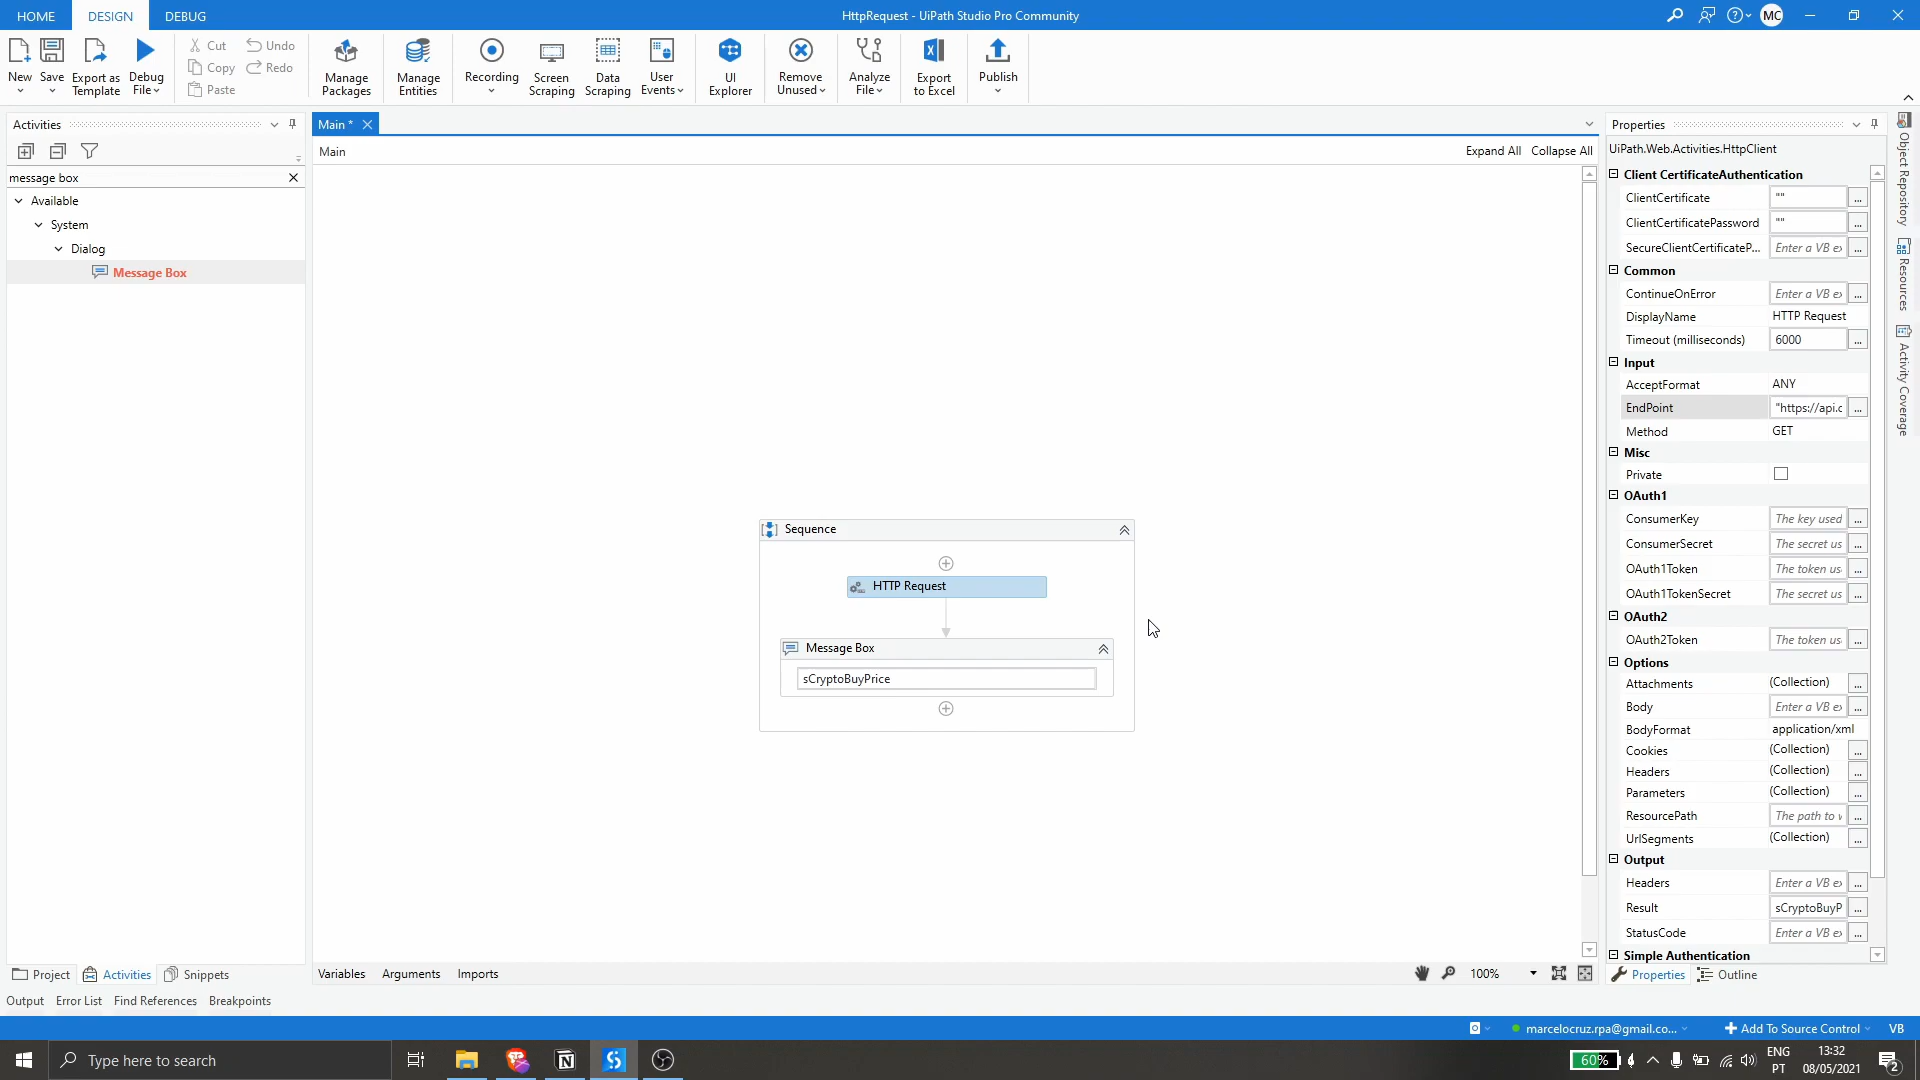 HOME DESIGN DEBUG HttpRequest - UiPath Studio Pro Community MC
New Save Export as Template Debug File Cut Copy Paste Undo Redo Manage Packages Manage Entities Recording Screen Scraping Data Scraping User Events UI Explorer Remove Unused Analyze File Export to Excel Publish
Activities
message box
Available
System
Dialog
Message Box
Main *
Main Expand All Collapse All
Sequence
HTTP Request
Message Box
sCryptoBuyPrice
Variables Arguments Imports 100%
Properties
UiPath.Web.Activities.HttpClient
Client CertificateAuthentication
ClientCertificate ""
ClientCertificatePassword ""
SecureClientCertificateP... Enter a VB ex ...
Common
ContinueOnError Enter a VB ex ...
DisplayName HTTP Request
Timeout (milliseconds) 6000 ...
Input
AcceptFormat ANY
EndPoint "https://api.c ...
Method GET
Misc
Private
OAuth1
ConsumerKey The key used ...
ConsumerSecret The secret us ...
OAuth1Token The token us ...
OAuth1TokenSecret The secret us ...
OAuth2
OAuth2Token The token us ...
Options
Attachments (Collection) ...
Body Enter a VB ex ...
BodyFormat application/xml
Cookies (Collection) ...
Headers (Collection) ...
Parameters (Collection) ...
ResourcePath The path to w ...
UrlSegments (Collection) ...
Output
Headers Enter a VB ex ...
Result sCryptoBuyP ...
StatusCode Enter a VB ex ...
Simple Authentication
Properties Outline
Object Repository
Resources
Activity Coverage
Project Activities Snippets
Output Error List Find References Breakpoints
marcelocruz.rpa@gmail.co... Add To Source Control VB
Type here to search 60% ENG PT 13:32 08/05/2021 2